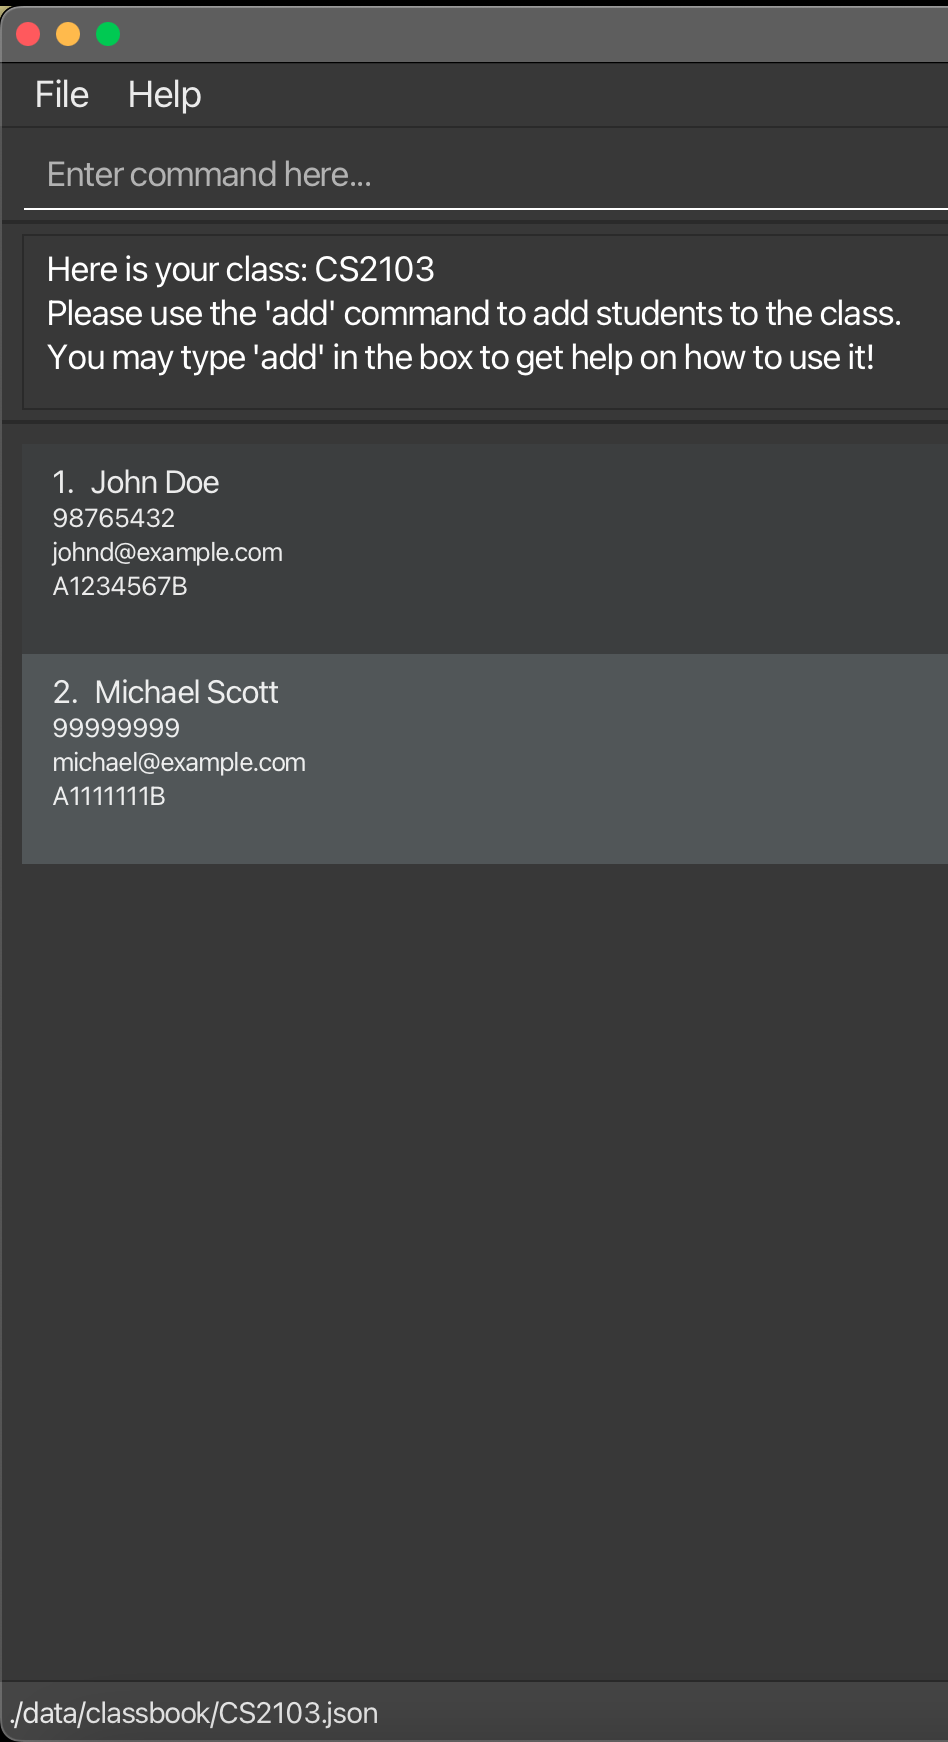 File Help
Enter command here...
Here is your class: CS2103
Please use the 'add' command to add students to the class.
You may type 'add' in the box to get help on how to use it!
1. John Doe
98765432
johnd@example.com
A1234567B
2. Michael Scott
99999999
michael@example.com
A1111111B
./data/classbook/CS2103.json